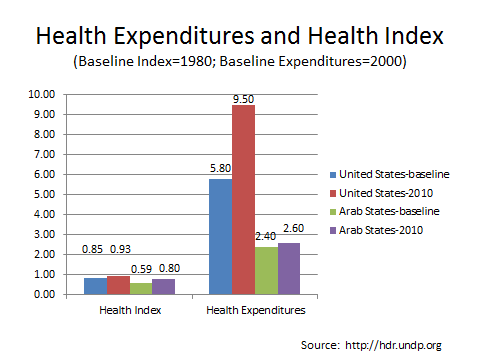 Health Expenditures and Health Index
(Baseline Index=1980; Baseline Expenditures=2000)
10.00
9.00
8.00
7.00
6.00
5.00
4.00
3.00
2.00
1.00
0.00
0.85
0.93
0.59
0.80
5.80
9.50
2.40
2.60
Health Index
Health Expenditures
United States-baseline
United States-2010
Arab States-baseline
Arab States-2010
Source: http://hdr.undp.org